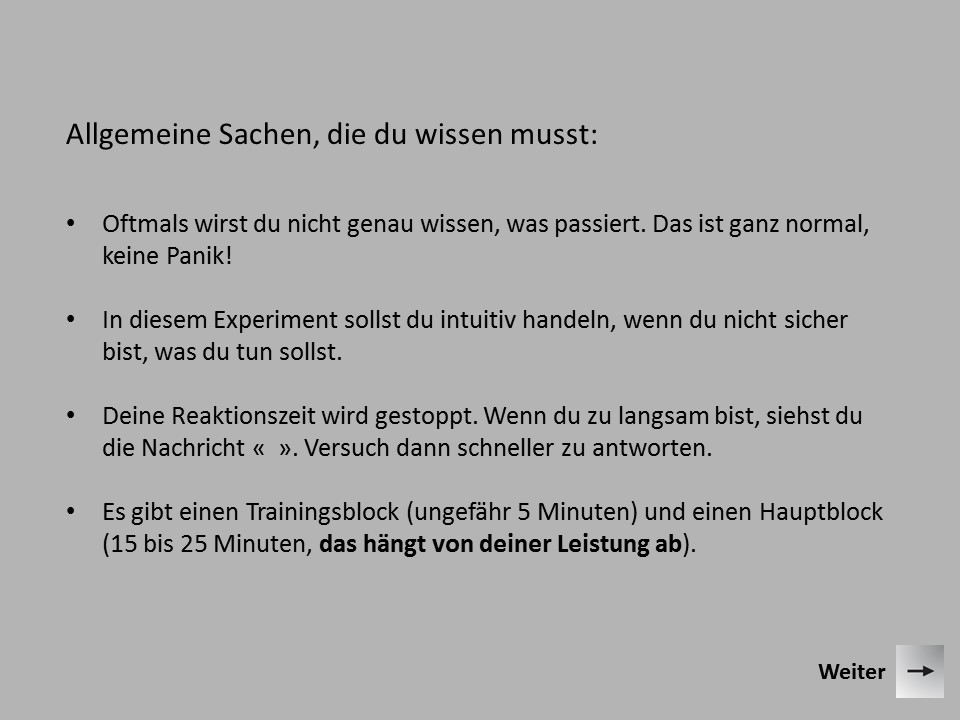 Allgemeine Sachen, die du wissen musst:
• Oftmals wirst du nicht genau wissen, was passiert. Das ist ganz normal,
keine Panik!
• In diesem Experiment sollst du intuitiv handeln, wenn du nicht sicher
bist, was du tun sollst.
• Deine Reaktionszeit wird gestoppt. Wenn du zu langsam bist, siehst du
die Nachricht «  ». Versuch dann schneller zu antworten.
• Es gibt einen Trainingsblock (ungefähr 5 Minuten) und einen Hauptblock
(15 bis 25 Minuten, das hängt von deiner Leistung ab).
Weiter →